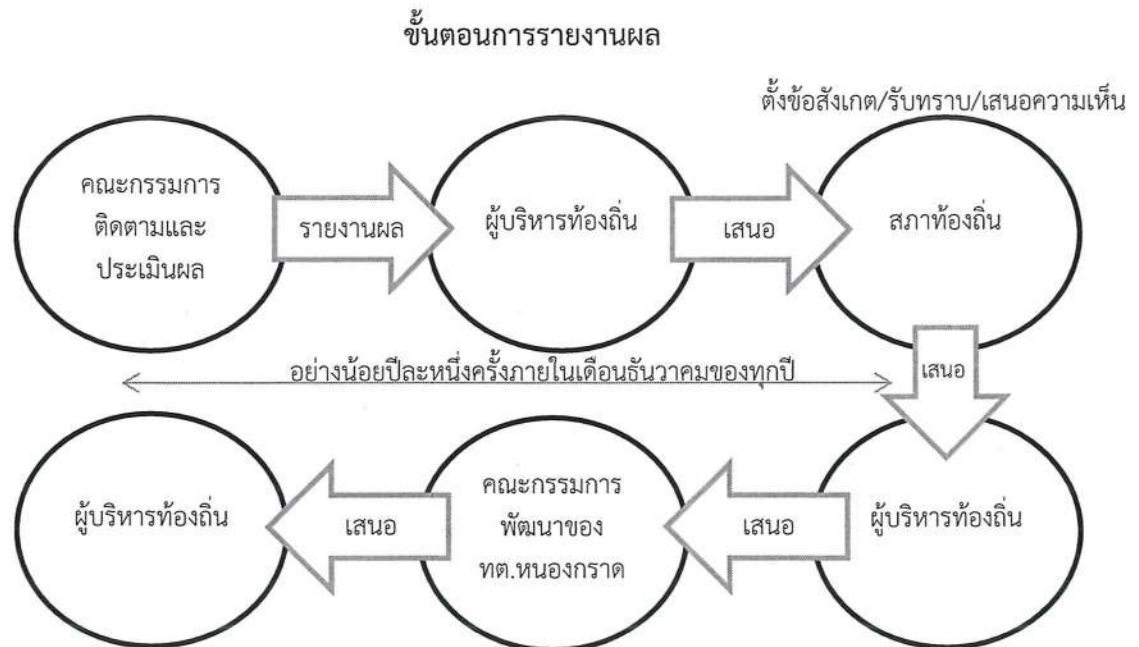 ขั้นตอนการรายงานผล
ตั้งข้อสังเกต/รับทราบ/เสนอความเห็น
คณะกรรมการ
ติดตามและ
ประเมินผล
รายงานผล
ผู้บริหารท้องถิ่น
เสนอ
สภาท้องถิ่น
อย่างน้อยปีละหนึ่งครั้งภายในเดือนธันวาคมของทุกปี
เสนอ
ผู้บริหารท้องถิ่น
เสนอ
คณะกรรมการ
พัฒนาของ
ทต.หนองกราด
เสนอ
ผู้บริหารท้องถิ่น